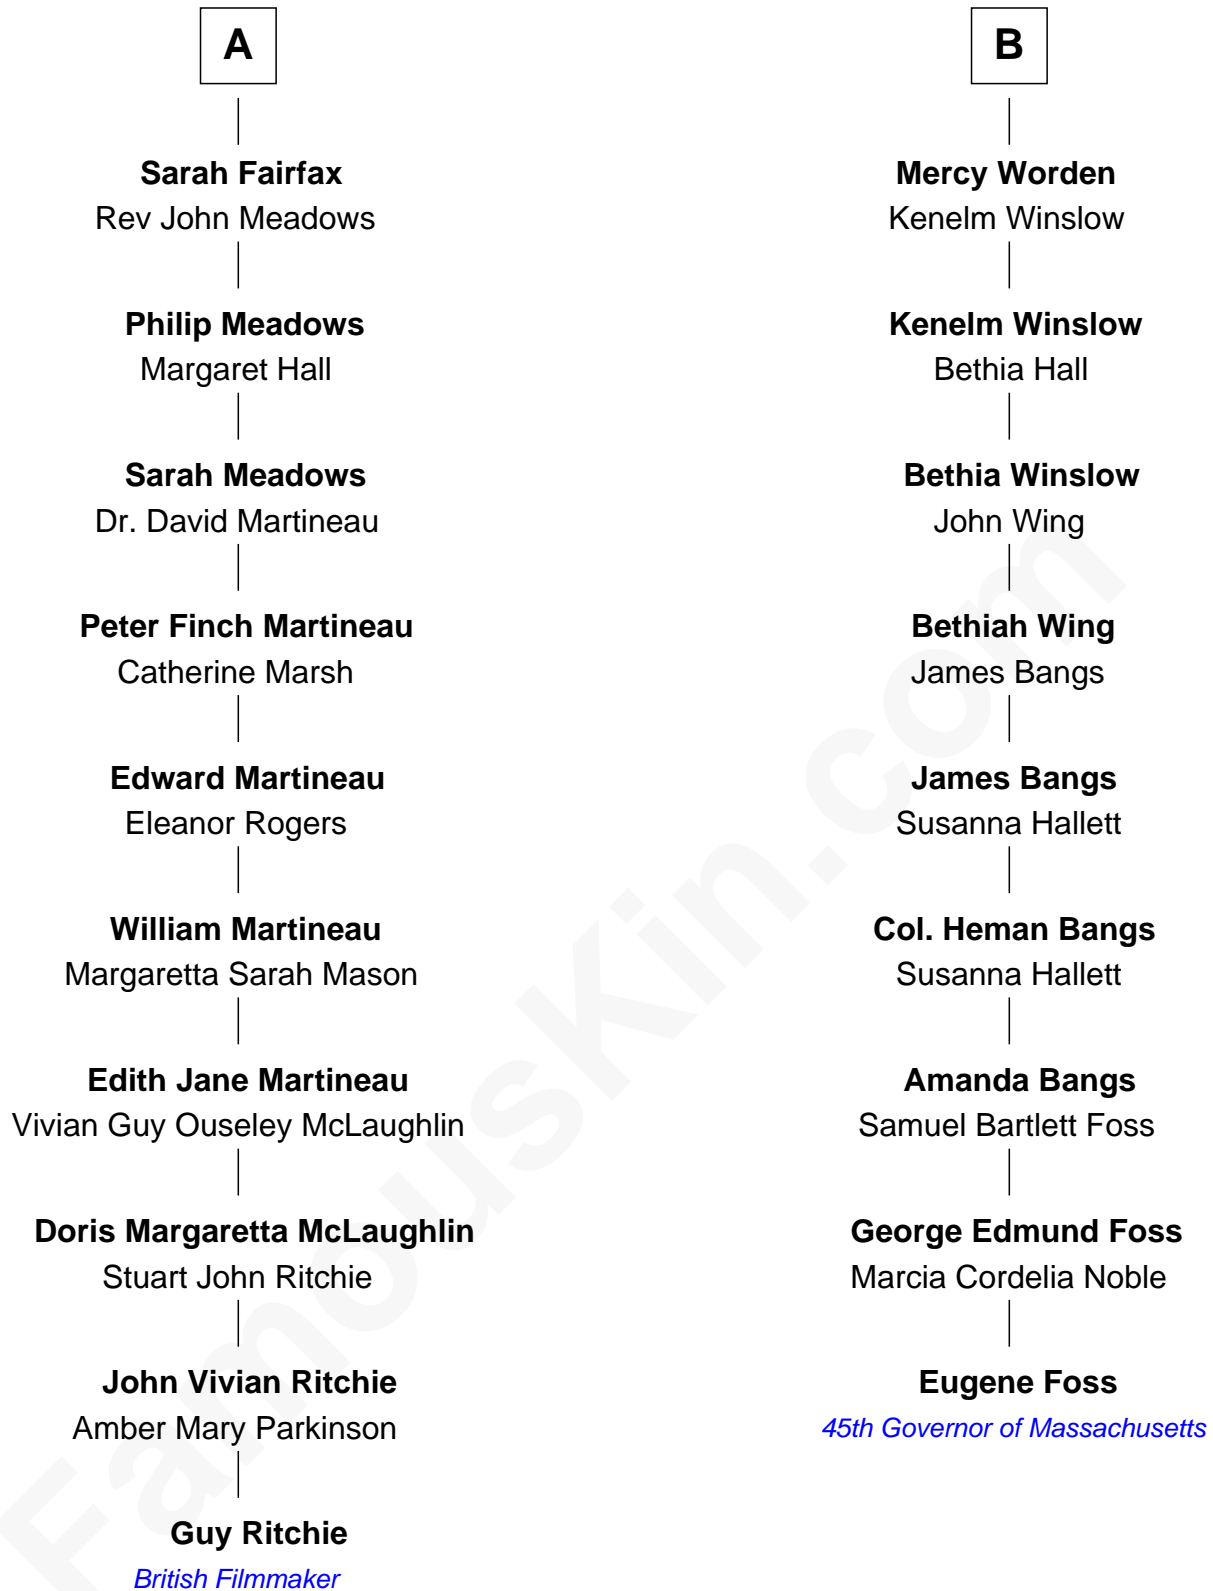 A
Sarah Fairfax
Rev John Meadows
Philip Meadows
Margaret Hall
Sarah Meadows
Dr. David Martineau
Peter Finch Martineau
Catherine Marsh
Edward Martineau
Eleanor Rogers
William Martineau
Margaretta Sarah Mason
Edith Jane Martineau
Vivian Guy Ouseley McLaughlin
Doris Margaretta McLaughlin
Stuart John Ritchie
John Vivian Ritchie
Amber Mary Parkinson
Guy Ritchie
British Filmmaker
B
Mercy Worden
Kenelm Winslow
Kenelm Winslow
Bethia Hall
Bethia Winslow
John Wing
Bethiah Wing
James Bangs
James Bangs
Susanna Hallett
Col. Heman Bangs
Susanna Hallett
Amanda Bangs
Samuel Bartlett Foss
George Edmund Foss
Marcia Cordelia Noble
Eugene Foss
45th Governor of Massachusetts
FamousKin.com